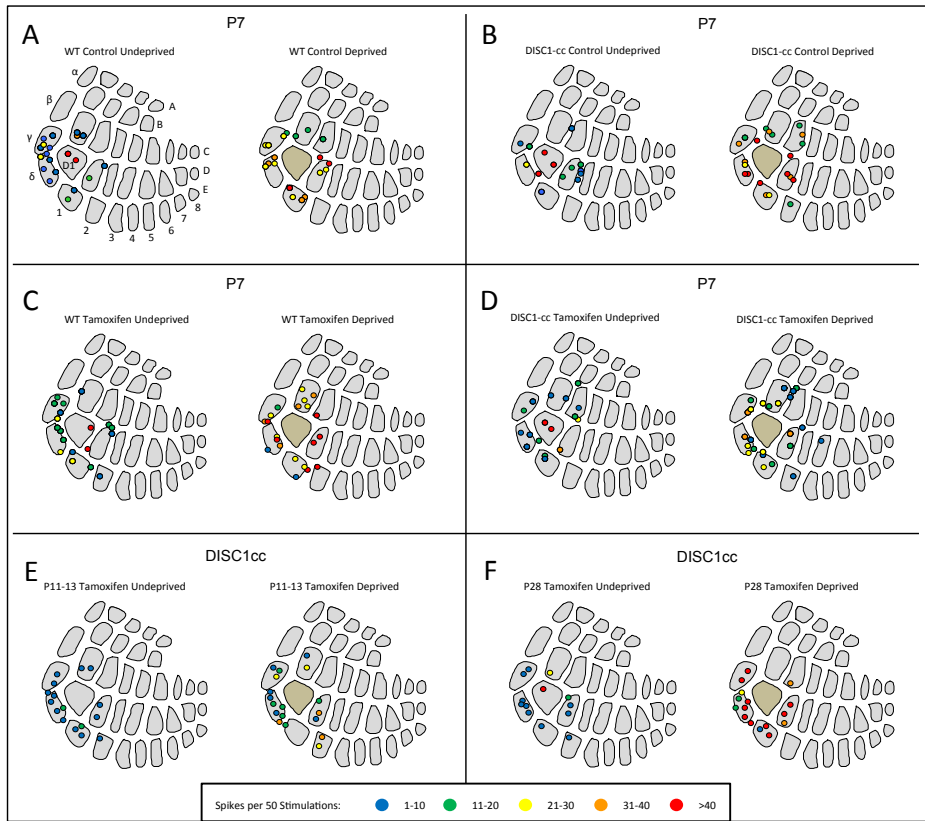 P7
P7
A
B
WT Control Undeprived
WT Control Deprived
DISC1-cc Control Undeprived
DISC1-cc Control Deprived
α
β
A
B
γ
C
D1
D
δ
E
1
8
7
2
3
4
5
6
P7
P7
C
D
WT Tamoxifen Undeprived
WT Tamoxifen Deprived
DISC1-cc Tamoxifen Undeprived
DISC1-cc Tamoxifen Deprived
DISC1cc
DISC1cc
E
F
P11-13 Tamoxifen Undeprived
P11-13 Tamoxifen Deprived
P28 Tamoxifen Undeprived
P28 Tamoxifen Deprived
Spikes per 50 Stimulations: 1-10 11-20 21-30 31-40 >40